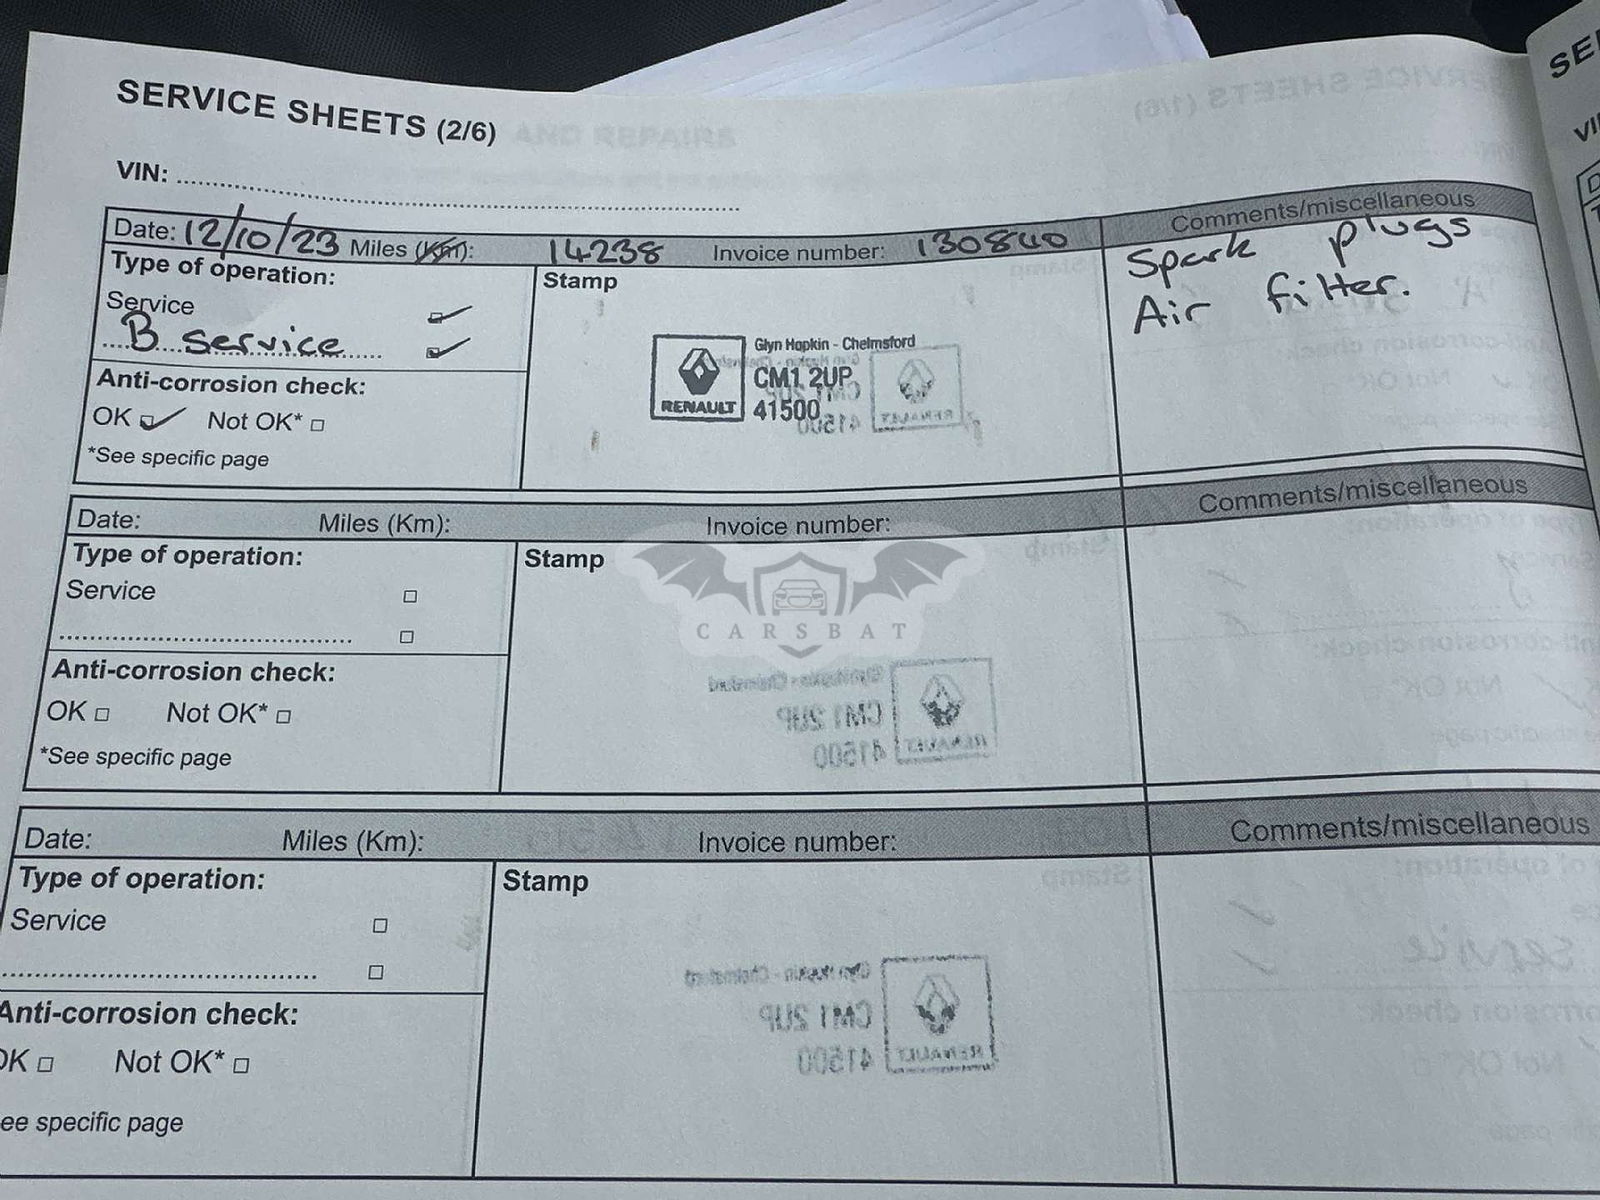 SERVICE SHEETS (2/6)
VIN:
Date: 12/10/23 Miles (Km): 14238 Invoice number: 130840
Comments/miscellaneous
Type of operation:
Service
B service
Anti-corrosion check:
OK Not OK*
*See specific page
Stamp
Glyn Hopkin - Chelmsford
CM1 2UP
41500
RENAULT
Spark plugs
Air filter.
Date: Miles (Km): Invoice number:
Comments/miscellaneous
Type of operation:
Service
Anti-corrosion check:
OK Not OK*
*See specific page
Stamp
CARSBAT
Date: Miles (Km): Invoice number:
Comments/miscellaneous
Type of operation:
Service
Anti-corrosion check:
OK Not OK*
ee specific page
Stamp
SE
VI